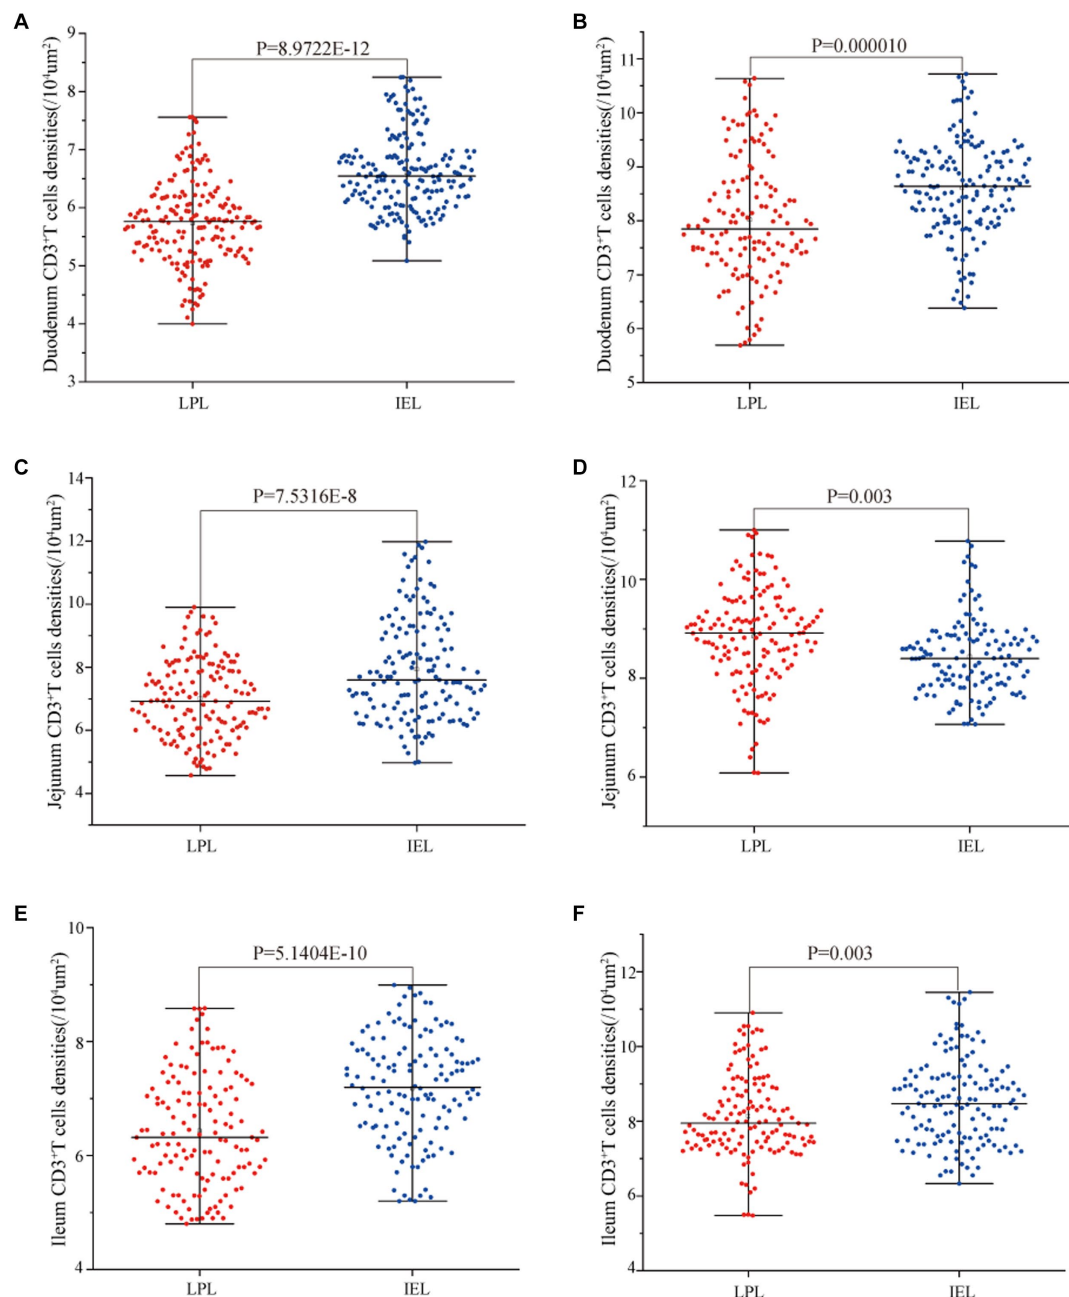 A
Duodenum CD3⁺T cells densities(/10⁴um²)
9
8
7
6
5
4
3
P=8.9722E-12
LPL
IEL
B
Duodenum CD3⁺T cells densities(/10⁴um²)
11
10
9
8
7
6
5
P=0.000010
LPL
IEL
C
Jejunum CD3⁺T cells densities(/10⁴um²)
14
12
10
8
6
4
P=7.5316E-8
LPL
IEL
D
Jejunum CD3⁺T cells densities(/10⁴um²)
12
10
8
6
P=0.003
LPL
IEL
E
Ileum CD3⁺T cells densities(/10⁴um²)
10
8
6
4
P=5.1404E-10
LPL
IEL
F
Ileum CD3⁺T cells densities(/10⁴um²)
12
10
8
6
4
P=0.003
LPL
IEL